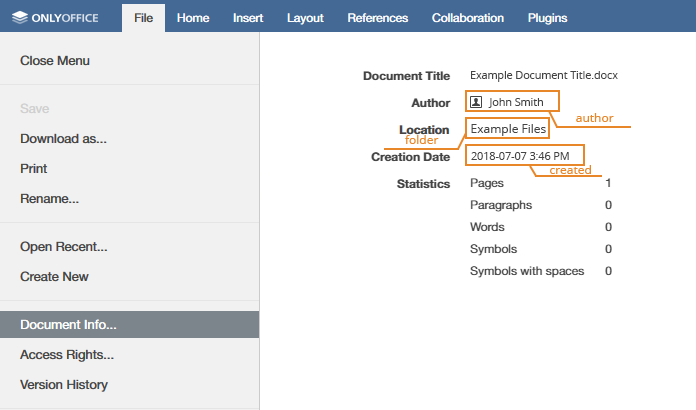 ONLYOFFICE File Home Insert Layout References Collaboration Plugins
Close Menu
Save
Download as...
Print
Rename...
Open Recent...
Create New
Document Info...
Access Rights...
Version History
Document Title Example Document Title.docx
Author John Smith
author
Location Example Files
folder
Creation Date 2018-07-07 3:46 PM
created
Statistics Pages 1
Paragraphs 0
Words 0
Symbols 0
Symbols with spaces 0